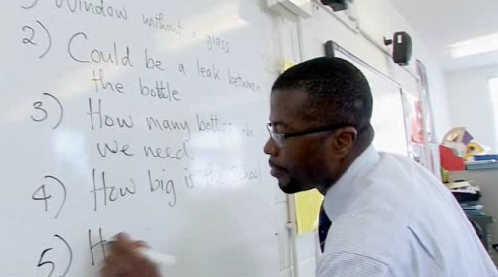 Window without a glass
2) Could be a leak between
the bottle
3) How many bottles do
we need
4) How big is the school
5) H